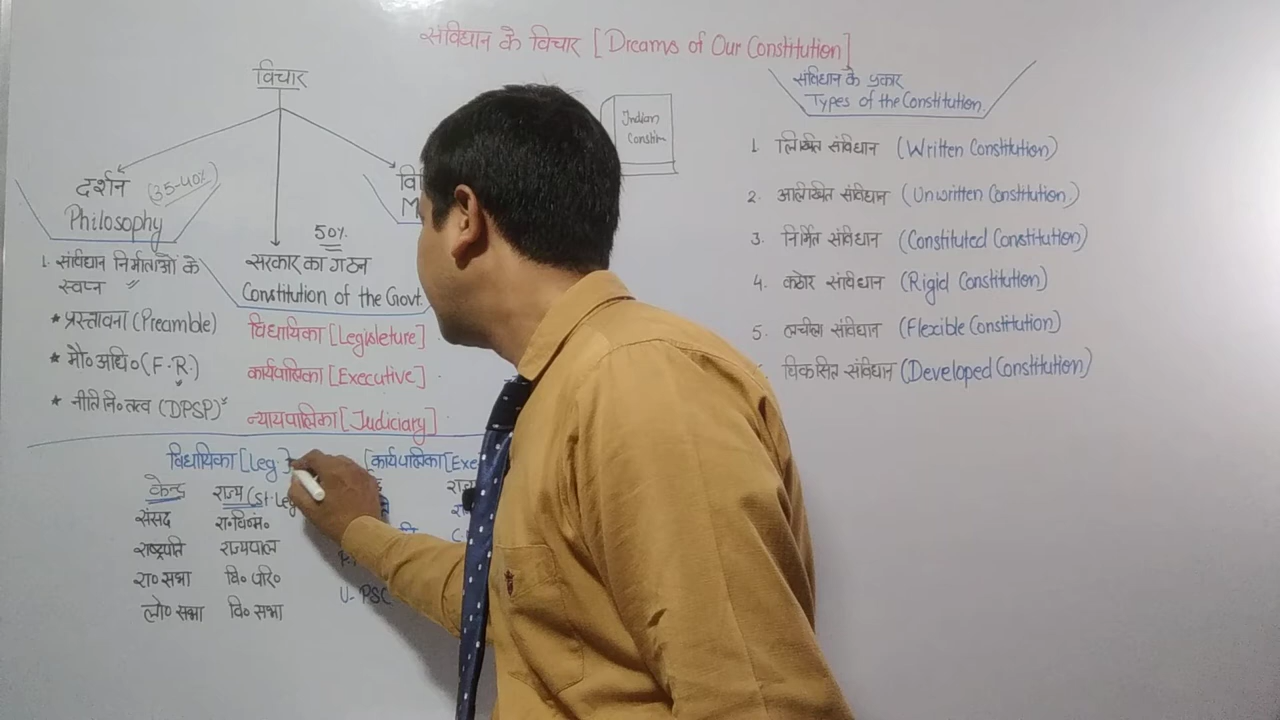 संविधान के विचार [Dreams of Our Constitution]
विचार
दर्शन (35-40%)
Philosophy
1. संविधान निर्माताओं के
स्वप्न "
* प्रस्तावना (Preamble)
* मौ० अधि० (F.R.)
* नीति नि० तत्व (DPSP)
50%
सरकार का गठन
Constitution of the Govt.
विधायिका [Legisleture]
कार्यपालिका [Executive]
न्यायपालिका [Judiciary]
Indian
Constitn
विधायिका [Leg.]
केन्द्र राज्य (St. Leg
संसद रा०वि०मं०
राष्ट्रपति राज्यपाल
रा० सभा वि० परि०
लो० सभा वि० सभा
[कार्यपालिका [Exe
U-PSC
संविधान के प्रकार
Types of the Constitution.
1. लिखित संविधान (Written Constitution)
2. अलिखित संविधान (Unwritten Constitution.)
3. निर्मित संविधान (Constituted Constitution)
4. कठोर संविधान (Rigid Constitution)
5. लचीला संविधान (Flexible Constitution)
विकसित संविधान (Developed Constitution)